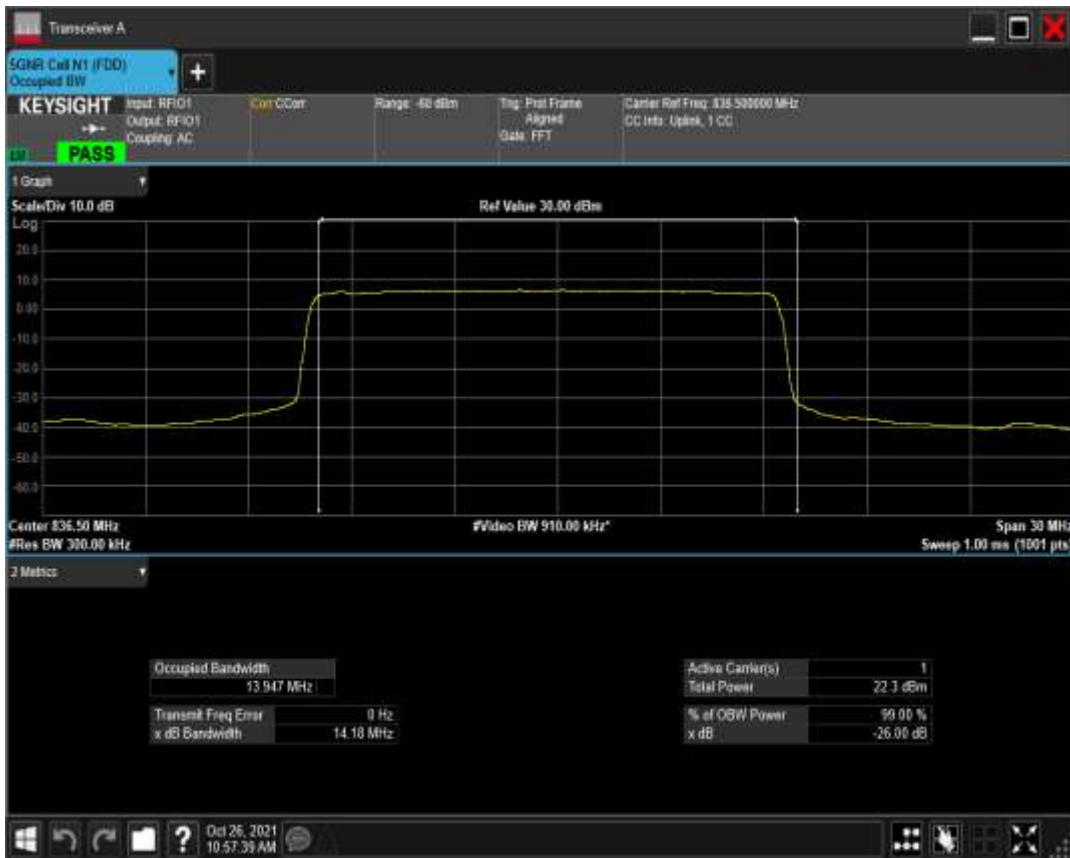 Transceiver A
5GNR Cell N1 (FDD)
Occupied BW
+
KEYSIGHT
Input: RFIO1
Output: RFIO1
Coupling: AC
Corr CCorr
Range: -60 dBm
Trig: Prot Frame
Aligned
Gate: FFT
Carrier Ref Freq: 836.500000 MHz
CC Info: Uplink, 1 CC
PASS
1 Graph
Scale/Div 10.0 dB
Ref Value 30.00 dBm
Log
20.0
10.0
0.00
-10.0
-20.0
-30.0
-40.0
-50.0
-60.0
Center 836.50 MHz
#Video BW 910.00 kHz*
Span 30 MHz
#Res BW 300.00 kHz
Sweep 1.00 ms (1001 pts)
2 Metrics
Occupied Bandwidth
13.947 MHz
Transmit Freq Error 0 Hz
x dB Bandwidth 14.18 MHz
Active Carrier(s) 1
Total Power 22.3 dBm
% of OBW Power 99.00 %
x dB -26.00 dB
?
Oct 26, 2021
10:57:39 AM